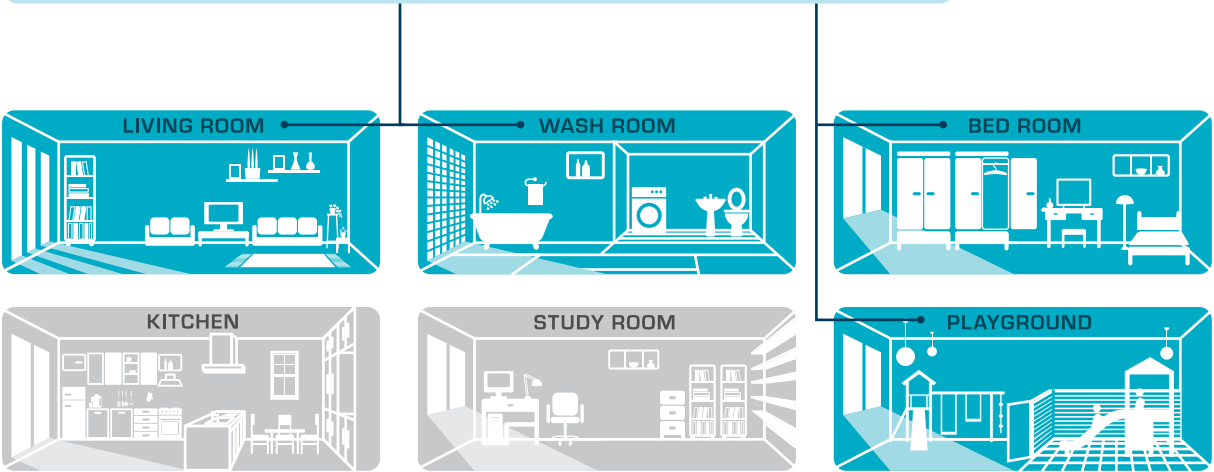 LIVING ROOM
WASH ROOM
BED ROOM
KITCHEN
STUDY ROOM
PLAYGROUND